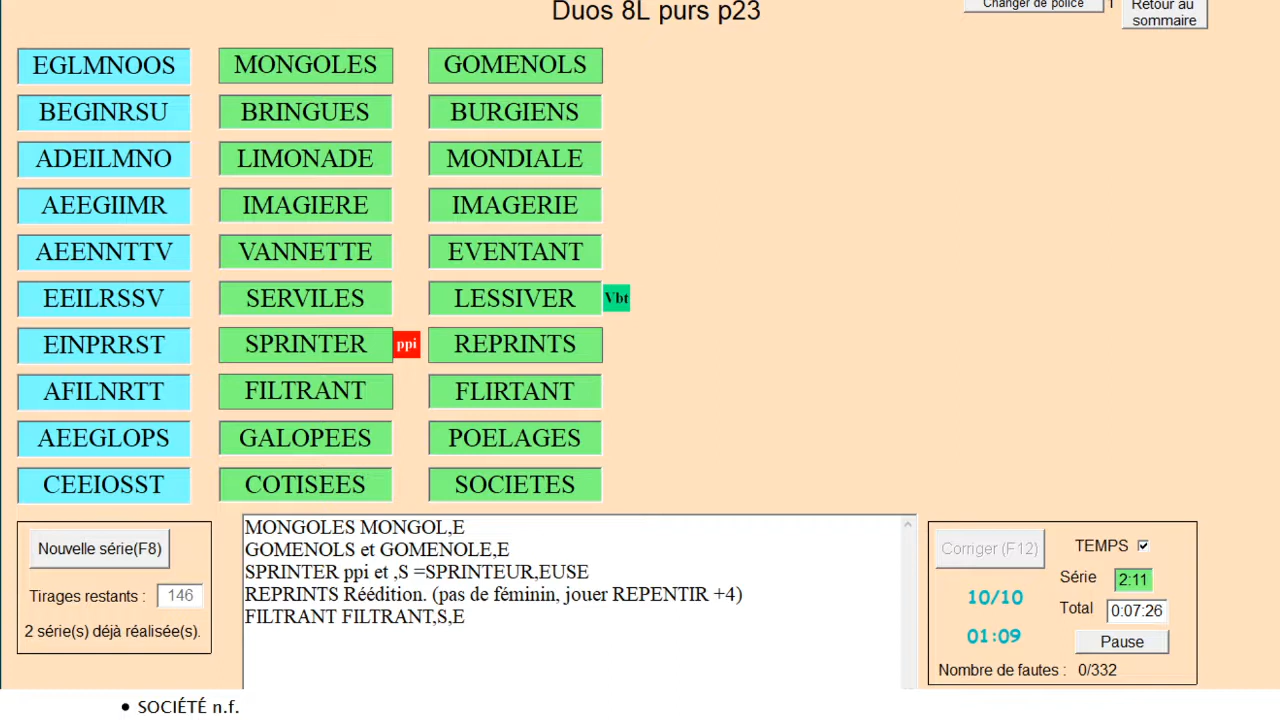 Duos 8L purs p23
Changer de police
1
Retour au
sommaire
EGLMNOOS MONGOLES GOMENOLS
BEGINRSU BRINGUES BURGIENS
ADEILMNO LIMONADE MONDIALE
AEEGIIMR IMAGIERE IMAGERIE
AEENNTTV VANNETTE EVENTANT
EEILRSSV SERVILES LESSIVER Vbt
EINPRRST SPRINTER ppi REPRINTS
AFILNRTT FILTRANT FLIRTANT
AEEGLOPS GALOPEES POELAGES
CEEIOSST COTISEES SOCIETES
Nouvelle série(F8)
Tirages restants : 146
2 série(s) déjà réalisée(s).
MONGOLES MONGOL,E
GOMENOLS et GOMENOLE,E
SPRINTER ppi et ,S =SPRINTEUR,EUSE
REPRINTS Réédition. (pas de féminin, jouer REPENTIR +4)
FILTRANT FILTRANT,S,E
Corriger (F12)
TEMPS
Série 2:11
10/10
Total 0:07:26
01:09
Pause
Nombre de fautes : 0/332
• SOCIÉTÉ n.f.